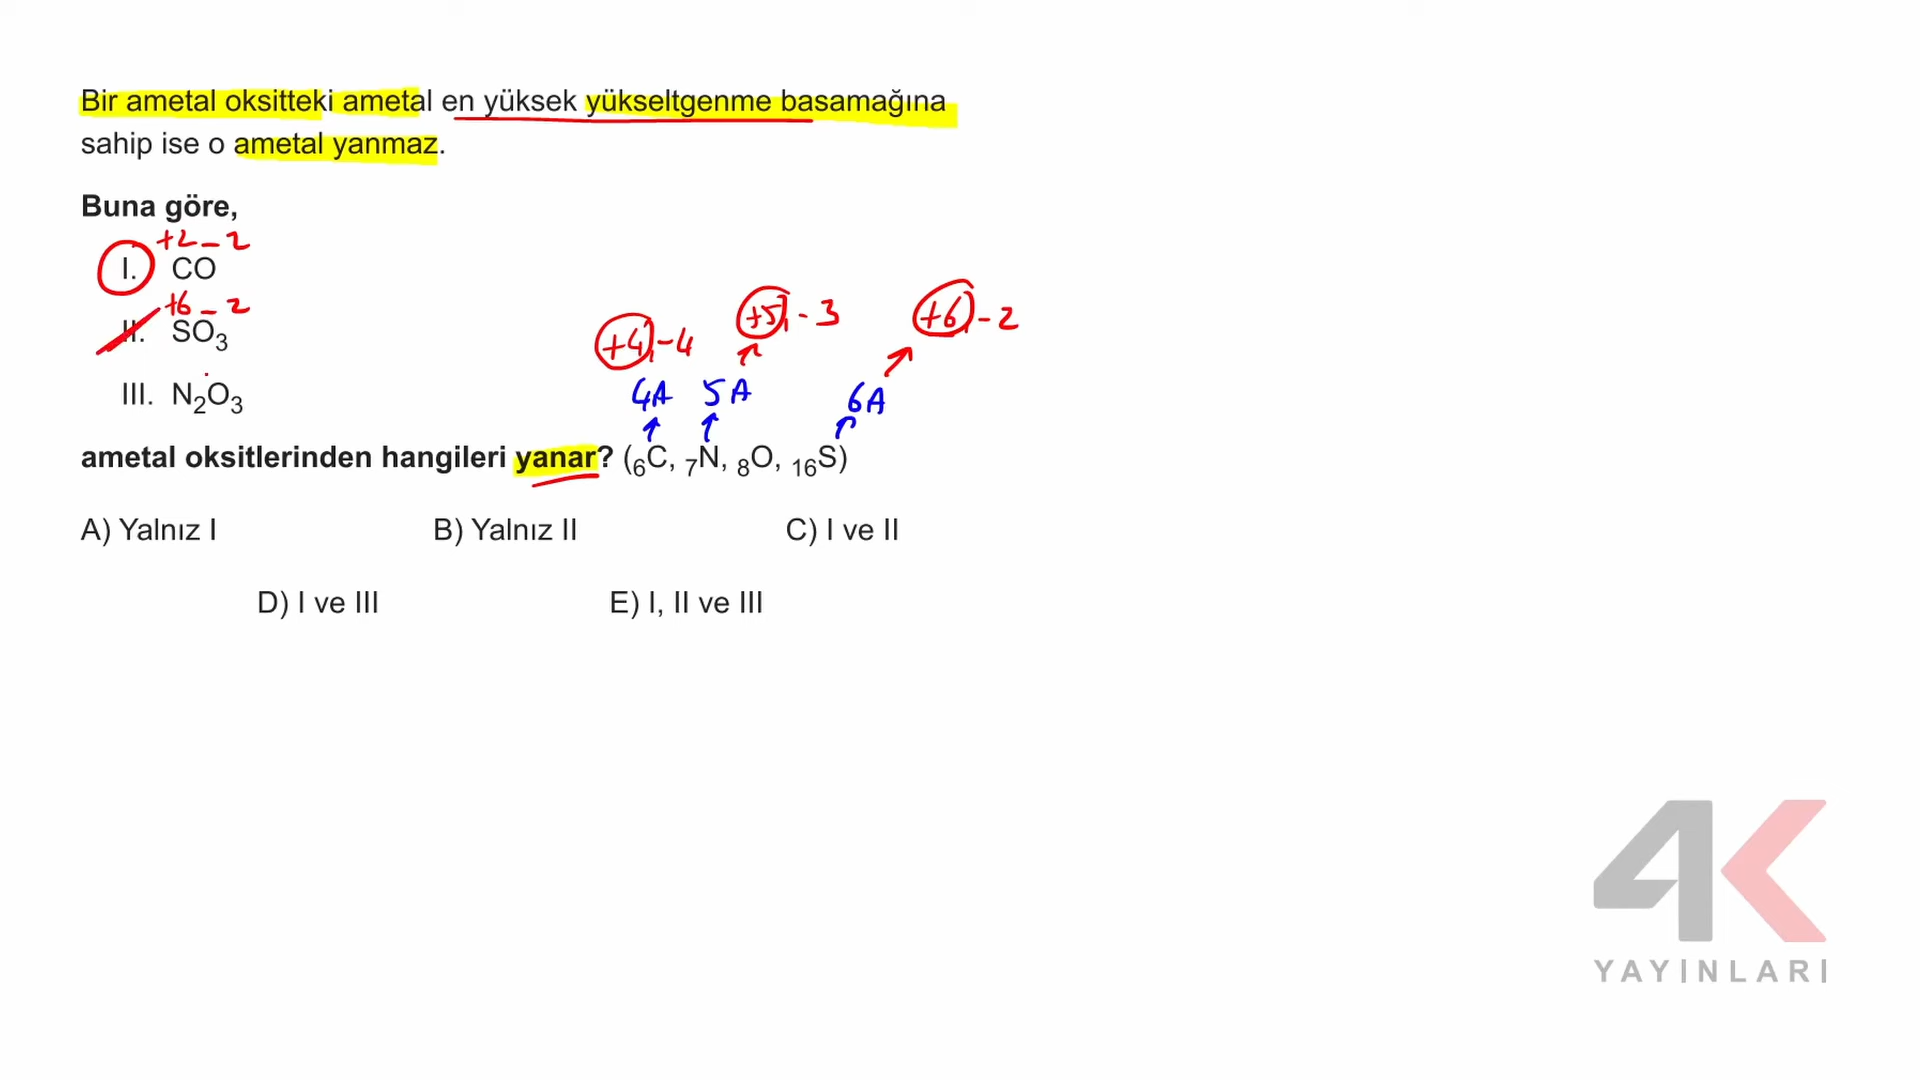 Bir ametal oksitteki ametal en yüksek yükseltgenme basamağına
sahip ise o ametal yanmaz.
Buna göre,
+2 -2
I. CO
+6 -2
II. SO₃
III. N₂O₃
+4,-4 +5,-3 +6,-2
4A 5A 6A
ametal oksitlerinden hangileri yanar? (₆C, ₇N, ₈O, ₁₆S)
A) Yalnız I B) Yalnız II C) I ve II
D) I ve III E) I, II ve III
4K
YAYINLARI